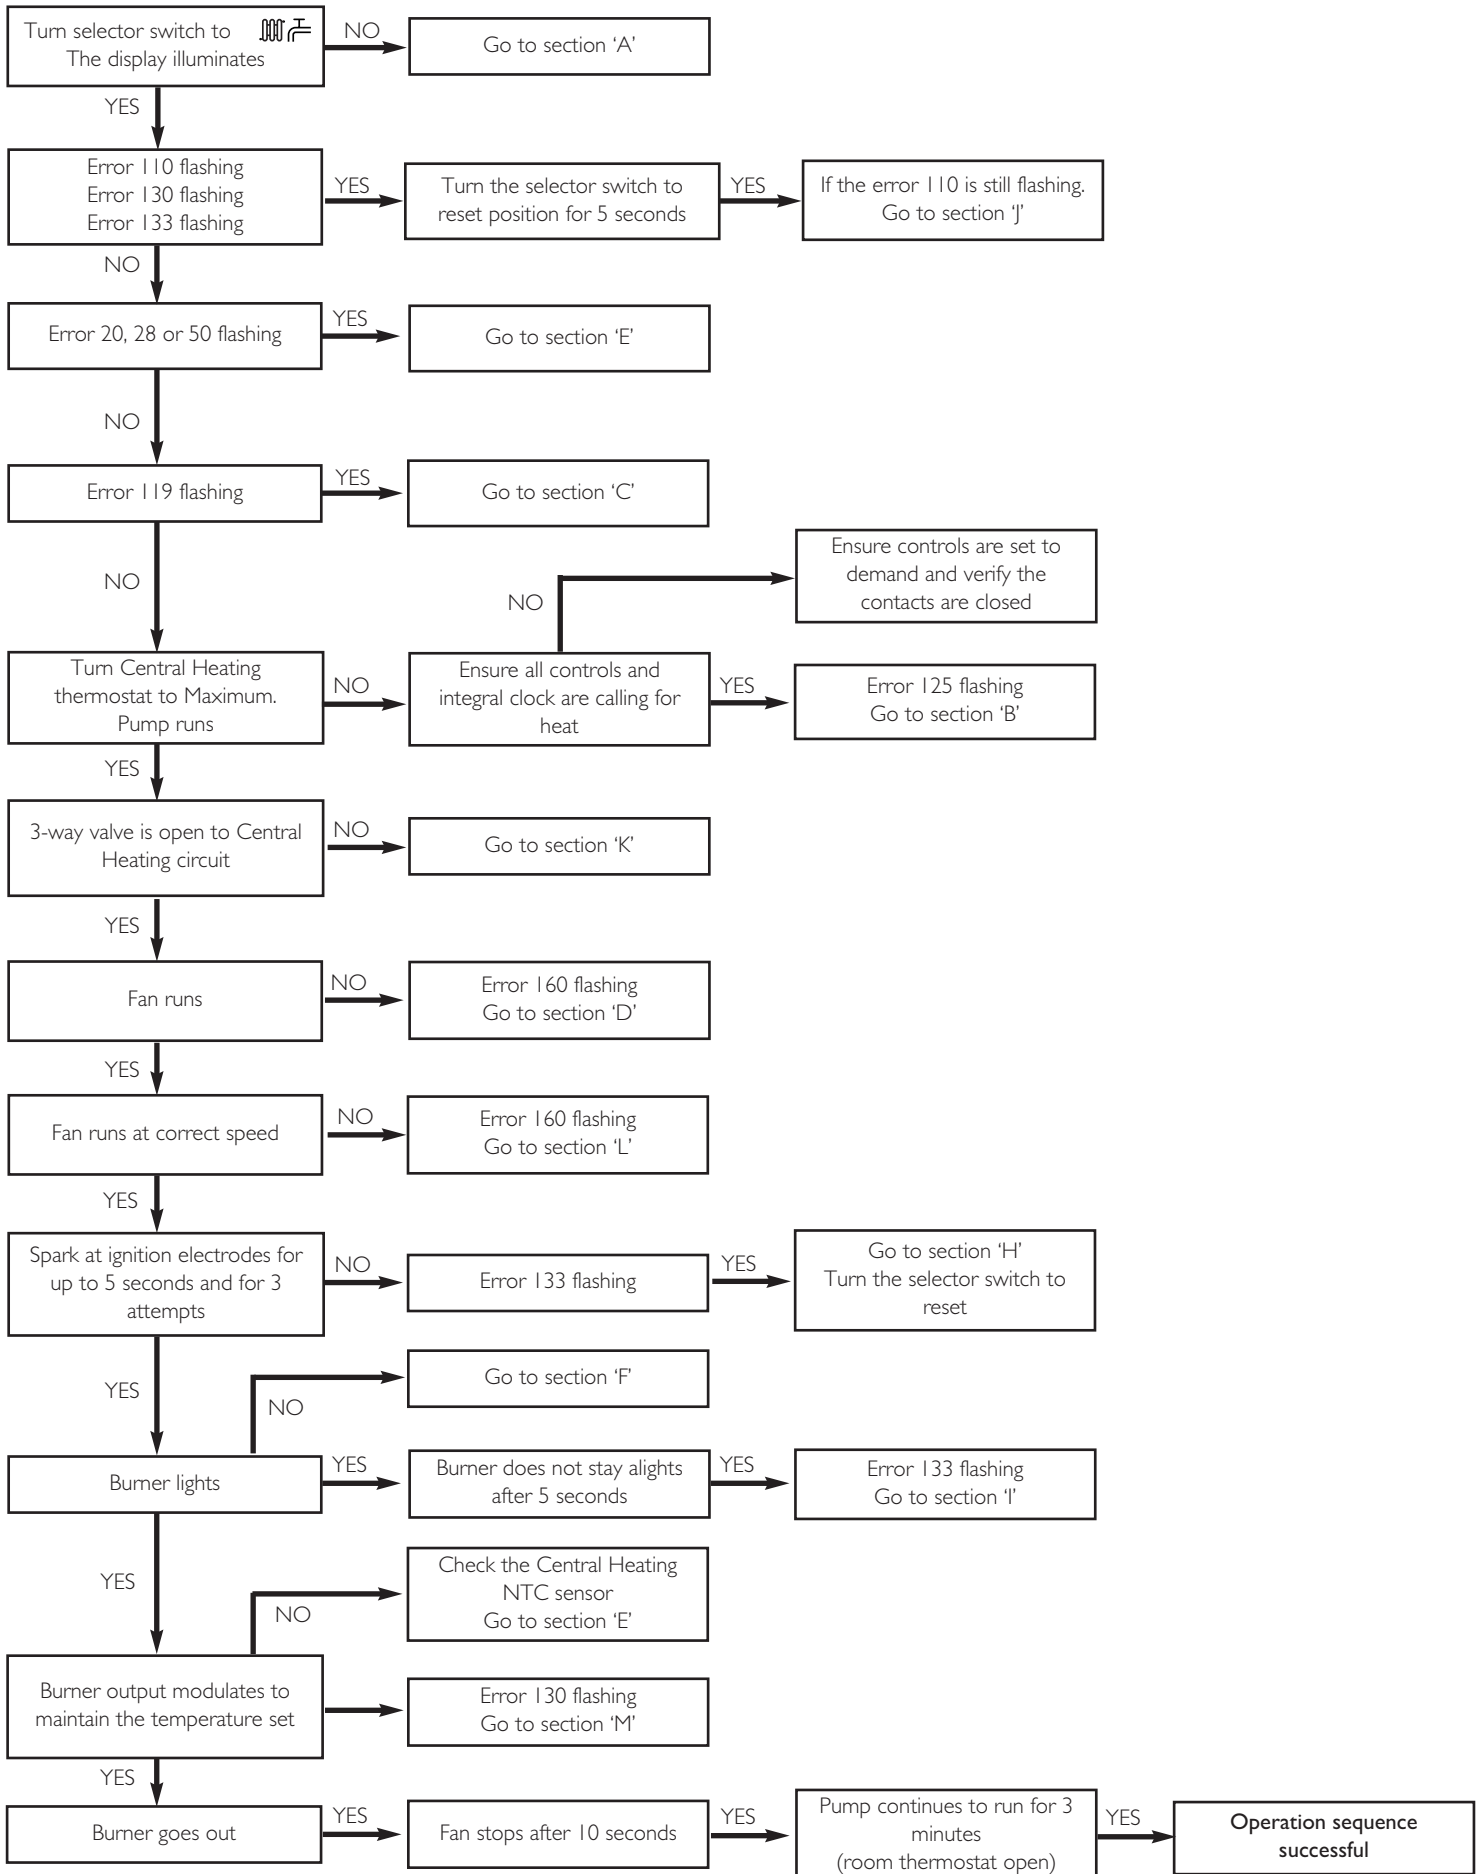 Turn selector switch to
The display illuminates
NO
Go to section ‘A’
YES
Error 110 flashing
Error 130 flashing
Error 133 flashing
YES
Turn the selector switch to
reset position for 5 seconds
YES
If the error 110 is still flashing.
Go to section ‘J’
NO
Error 20, 28 or 50 flashing
YES
Go to section ‘E’
NO
Error 119 flashing
YES
Go to section ‘C’
NO
Ensure controls are set to
demand and verify the
contacts are closed
NO
Turn Central Heating
thermostat to Maximum.
Pump runs
NO
Ensure all controls and
integral clock are calling for
heat
YES
Error 125 flashing
Go to section ‘B’
YES
3-way valve is open to Central
Heating circuit
NO
Go to section ‘K’
YES
Fan runs
NO
Error 160 flashing
Go to section ‘D’
YES
Fan runs at correct speed
NO
Error 160 flashing
Go to section ‘L’
YES
Spark at ignition electrodes for
up to 5 seconds and for 3
attempts
NO
Error 133 flashing
YES
Go to section ‘H’
Turn the selector switch to
reset
YES
Go to section ‘F’
NO
Burner lights
YES
Burner does not stay alights
after 5 seconds
YES
Error 133 flashing
Go to section ‘I’
YES
Check the Central Heating
NTC sensor
Go to section ‘E’
NO
Burner output modulates to
maintain the temperature set
Error 130 flashing
Go to section ‘M’
YES
Burner goes out
YES
Fan stops after 10 seconds
YES
Pump continues to run for 3
minutes
(room thermostat open)
YES
Operation sequence
successful